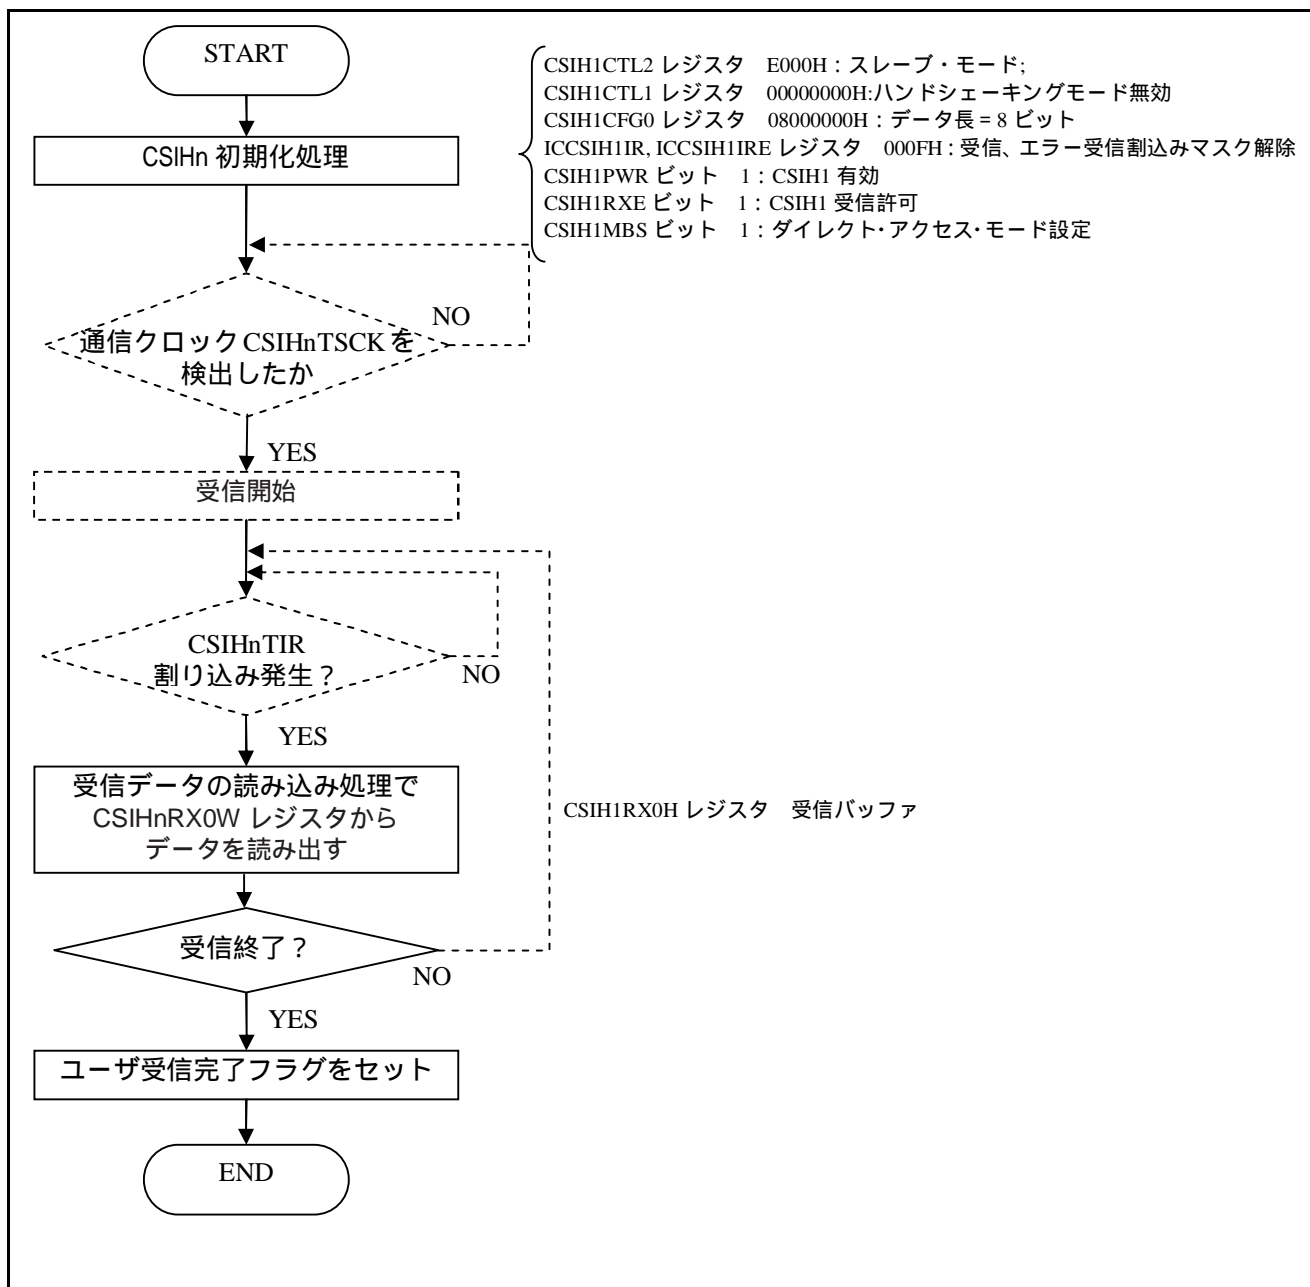 START
CSIHn 初期化処理
CSIH1CTL2 レジスタ　E000H：スレーブ・モード;
CSIH1CTL1 レジスタ　00000000H:ハンドシェーキングモード無効
CSIH1CFG0 レジスタ　08000000H：データ長 = 8 ビット
ICCSIH1IR, ICCSIH1IRE レジスタ　000FH：受信、エラー受信割込みマスク解除
CSIH1PWR ビット　1：CSIH1 有効
CSIH1RXE ビット　1：CSIH1 受信許可
CSIH1MBS ビット　1：ダイレクト・アクセス・モード設定
通信クロック CSIHnTSCK を
検出したか
NO
YES
受信開始
CSIHnTIR
割り込み発生？
NO
YES
受信データの読み込み処理で
CSIHnRX0W レジスタから
データを読み出す
CSIH1RX0H レジスタ　受信バッファ
受信終了？
NO
YES
ユーザ受信完了フラグをセット
END